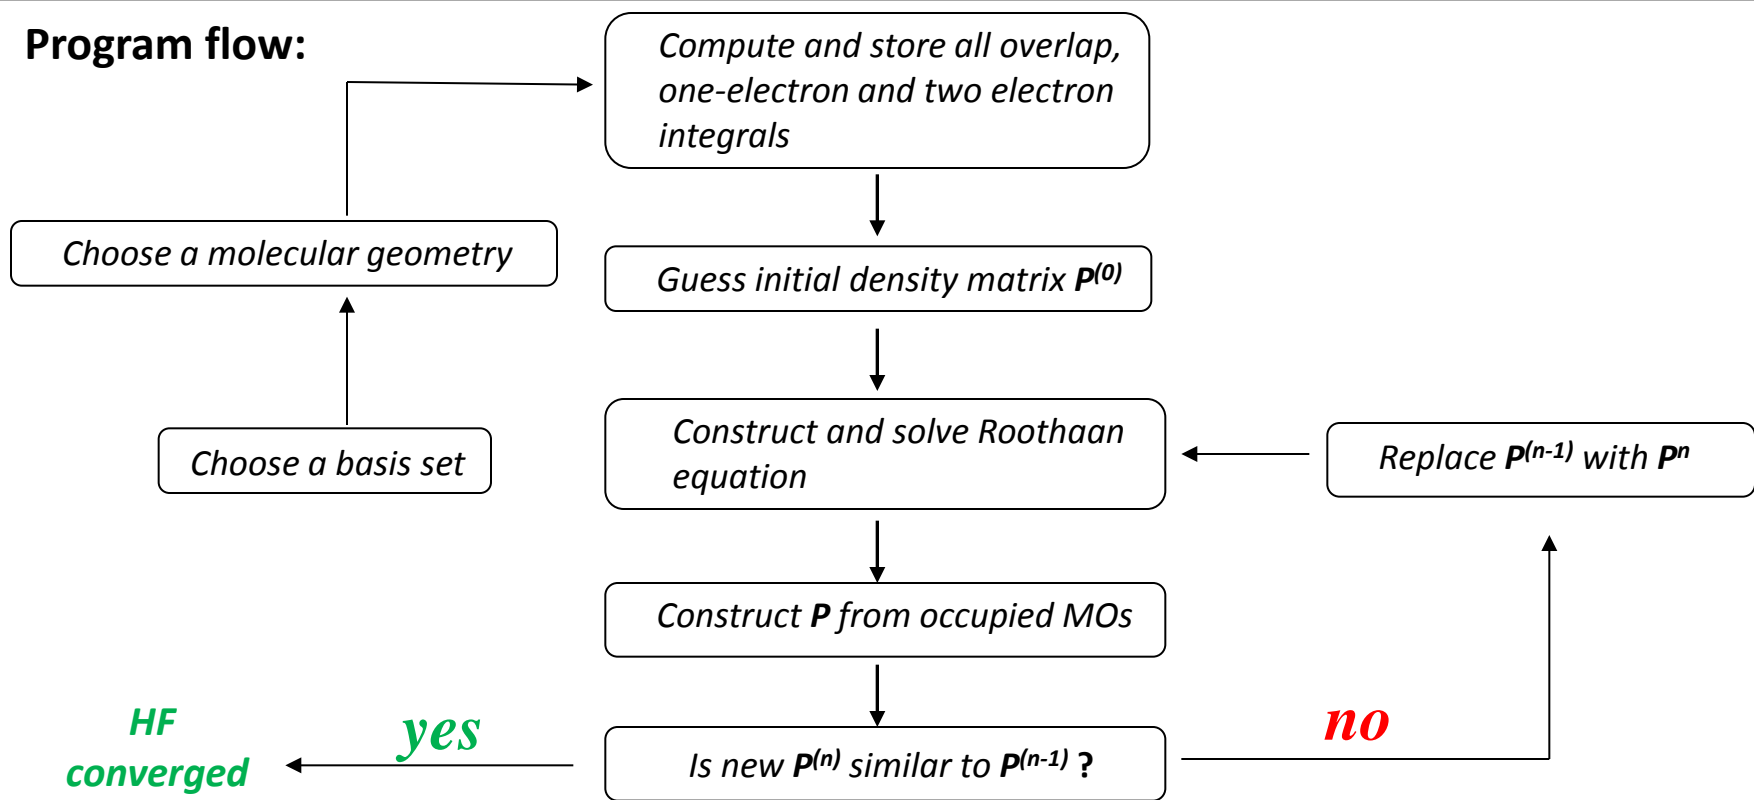 Program flow:
Compute and store all overlap,
one-electron and two electron
integrals
Choose a molecular geometry
Guess initial density matrix P(0)
Choose a basis set
Construct and solve Roothaan
equation
Replace P(n-1) with Pn
Construct P from occupied MOs
HF
converged
yes
Is new P(n) similar to P(n-1) ?
no